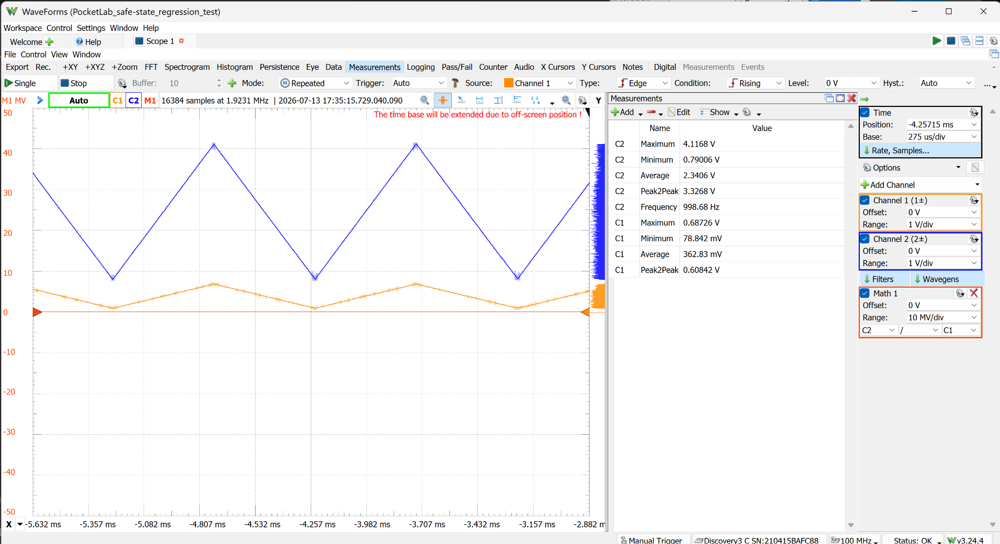 WaveForms (PocketLab_safe-state_regression_test)
Workspace Control Settings Window Help
Welcome Help Scope 1
File Control View Window
Export Rec. +XY +XYZ +Zoom FFT Spectrogram Histogram Persistence Eye Data Measurements Logging Pass/Fail Counter Audio X Cursors Y Cursors Notes Digital Measurements Events
Single Stop Buffer: 10 Mode: Repeated Trigger: Auto Source: Channel 1 Type: Edge Condition: Rising Level: 0 V Hyst.: Auto ...
M1 MV Auto C1 C2 M1 16384 samples at 1.9231 MHz | 2026-07-13 17:35:15.729.040.090 Y
The time base will be extended due to off-screen position !
50
40
30
20
10
0
-10
-20
-30
-40
-50
X -5.632 ms -5.357 ms -5.082 ms -4.807 ms -4.532 ms -4.257 ms -3.982 ms -3.707 ms -3.432 ms -3.157 ms -2.882 m
Measurements
Add Edit Show
Name Value
C2 Maximum 4.1168 V
C2 Minimum 0.79006 V
C2 Average 2.3406 V
C2 Peak2Peak 3.3268 V
C2 Frequency 998.68 Hz
C1 Maximum 0.68726 V
C1 Minimum 78.842 mV
C1 Average 362.83 mV
C1 Peak2Peak 0.60842 V
Time
Position: -4.25715 ms
Base: 275 us/div
Rate, Samples...
Options
Add Channel
Channel 1 (1±)
Offset: 0 V
Range: 1 V/div
Channel 2 (2±)
Offset: 0 V
Range: 1 V/div
Filters Wavegens
Math 1
Offset: 0 V
Range: 10 MV/div
C2 / C1
Manual Trigger Discovery3 C SN:210415BAFC88 100 MHz Status: OK v3.24.4